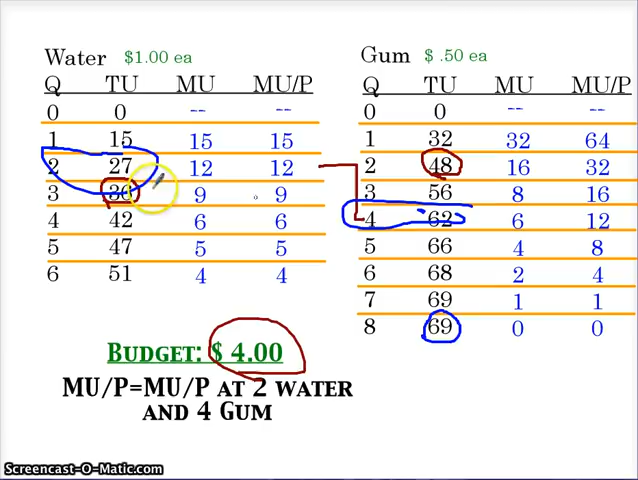 Water $1.00 ea
Q TU MU MU/P
0 0 -- --
1 15 15 15
2 27 12 12
3 36 9 9
4 42 6 6
5 47 5 5
6 51 4 4
Gum $ .50 ea
Q TU MU MU/P
0 0 -- --
1 32 32 64
2 48 16 32
3 56 8 16
4 62 6 12
5 66 4 8
6 68 2 4
7 69 1 1
8 69 0 0
BUDGET: $ 4.00
MU/P=MU/P AT 2 WATER
AND 4 GUM
Screencast-O-Matic.com